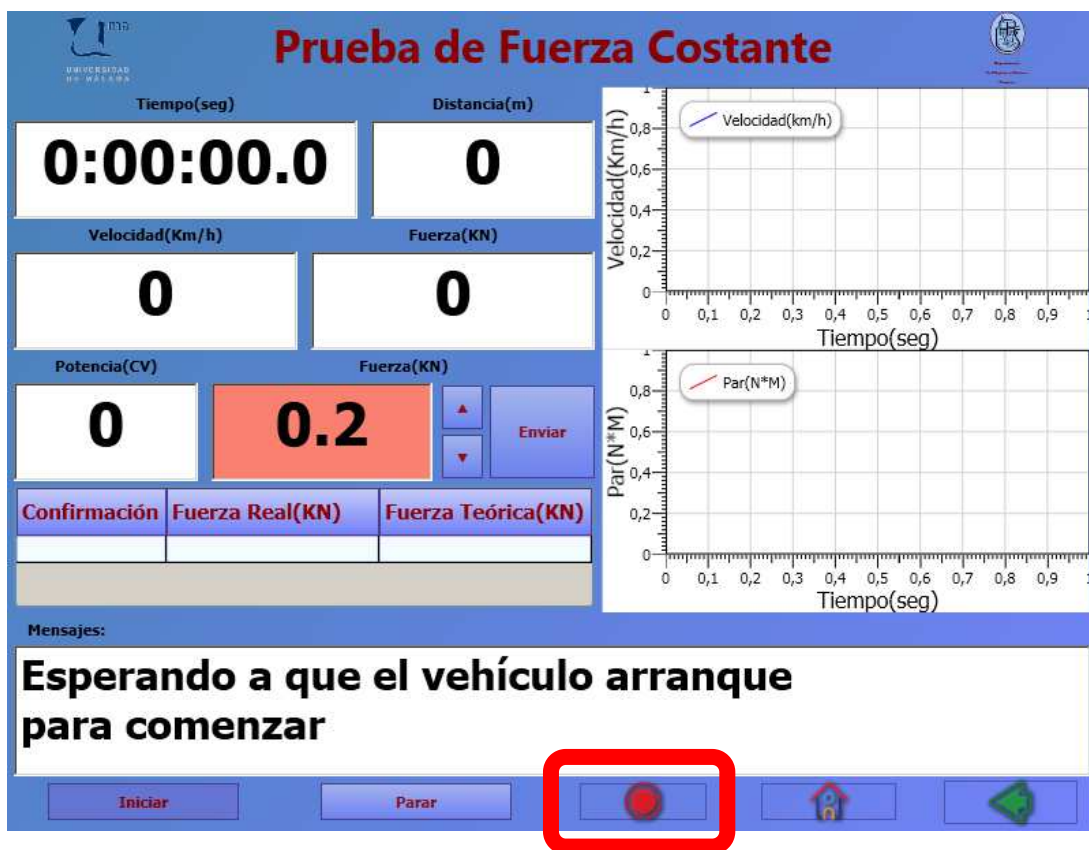 uma
UNIVERSIDAD
DE MÁLAGA
Prueba de Fuerza Costante
Tiempo(seg)
Distancia(m)
0:00:00.0
0
Velocidad(Km/h)
Fuerza(KN)
0
0
Potencia(CV)
Fuerza(KN)
0
0.2
Enviar
Confirmación Fuerza Real(KN) Fuerza Teórica(KN)
Velocidad(km/h)
Velocidad(Km/h)
1
0,8
0,6
0,4
0,2
0
0 0,1 0,2 0,3 0,4 0,5 0,6 0,7 0,8 0,9
Tiempo(seg)
Par(N*M)
Par(N*M)
1
0,8
0,6
0,4
0,2
0
0 0,1 0,2 0,3 0,4 0,5 0,6 0,7 0,8 0,9
Tiempo(seg)
Mensajes:
Esperando a que el vehículo arranque
para comenzar
Iniciar
Parar